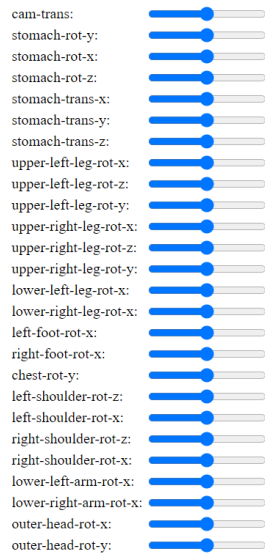 cam-trans:
stomach-rot-y:
stomach-rot-x:
stomach-rot-z:
stomach-trans-x:
stomach-trans-y:
stomach-trans-z:
upper-left-leg-rot-x:
upper-left-leg-rot-z:
upper-left-leg-rot-y:
upper-right-leg-rot-x:
upper-right-leg-rot-z:
upper-right-leg-rot-y:
lower-left-leg-rot-x:
lower-right-leg-rot-x:
left-foot-rot-x:
right-foot-rot-x:
chest-rot-y:
left-shoulder-rot-z:
left-shoulder-rot-x:
right-shoulder-rot-z:
right-shoulder-rot-x:
lower-left-arm-rot-x:
lower-right-arm-rot-x:
outer-head-rot-x:
outer-head-rot-y: